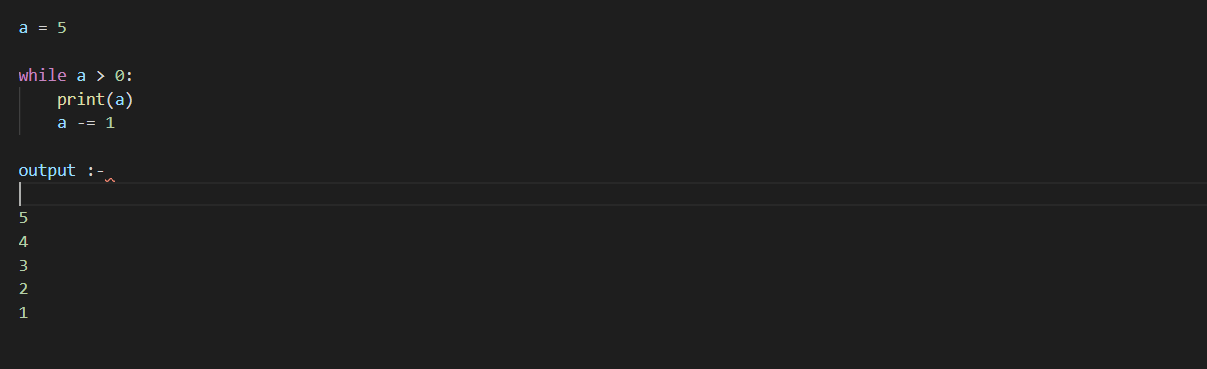 a = 5
while a > 0:
    print(a)
    a -= 1
output :-
5
4
3
2
1